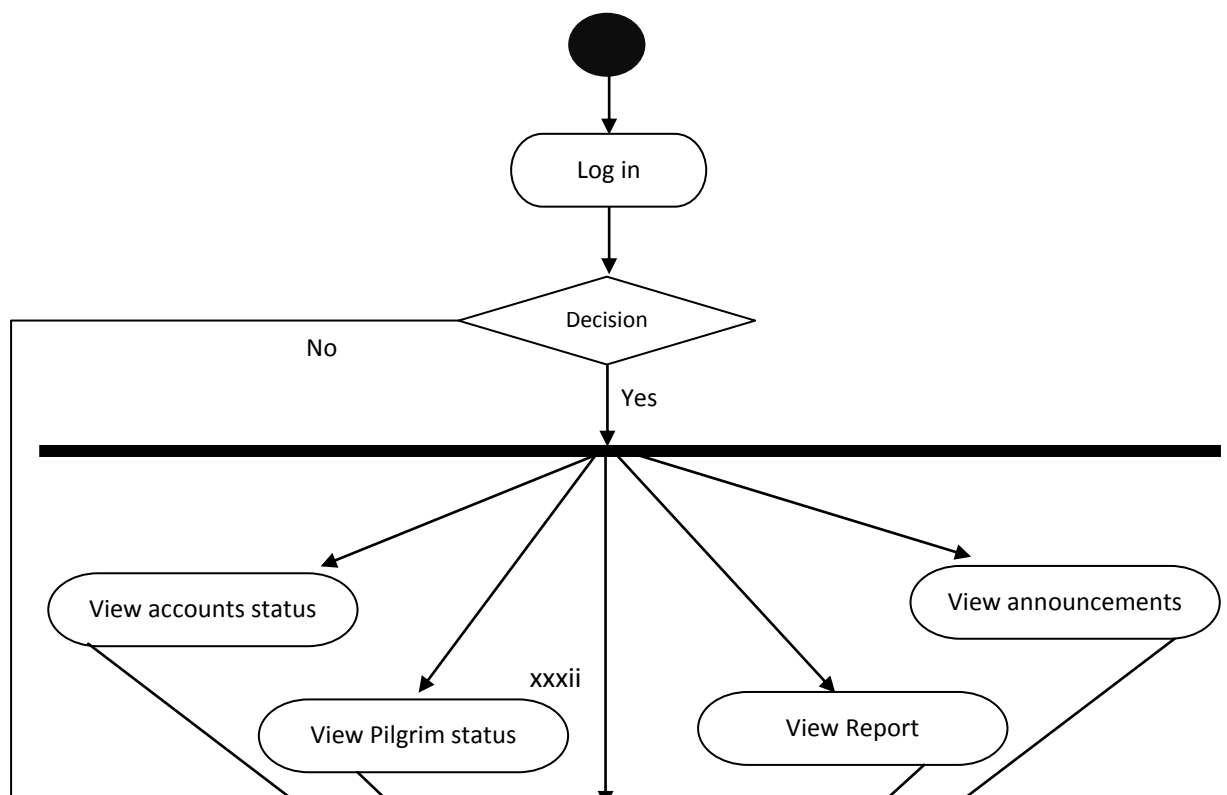 Log in
Decision
No
Yes
View accounts status
View announcements
xxxii
View Pilgrim status
View Report